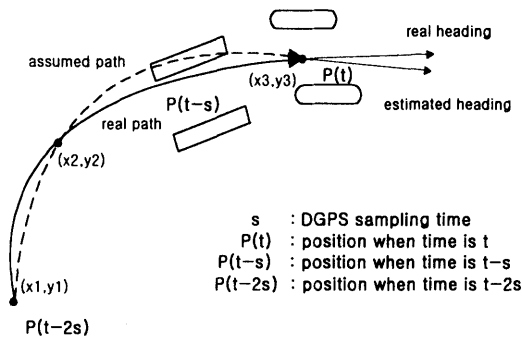 real heading
assumed path
(x3,y3)
P(t)
P(t-s)
estimated heading
real path
(x2,y2)
s : DGPS sampling time
P(t) : position when time is t
P(t-s) : position when time is t-s
P(t-2s) : position when time is t-2s
(x1,y1)
P(t-2s)